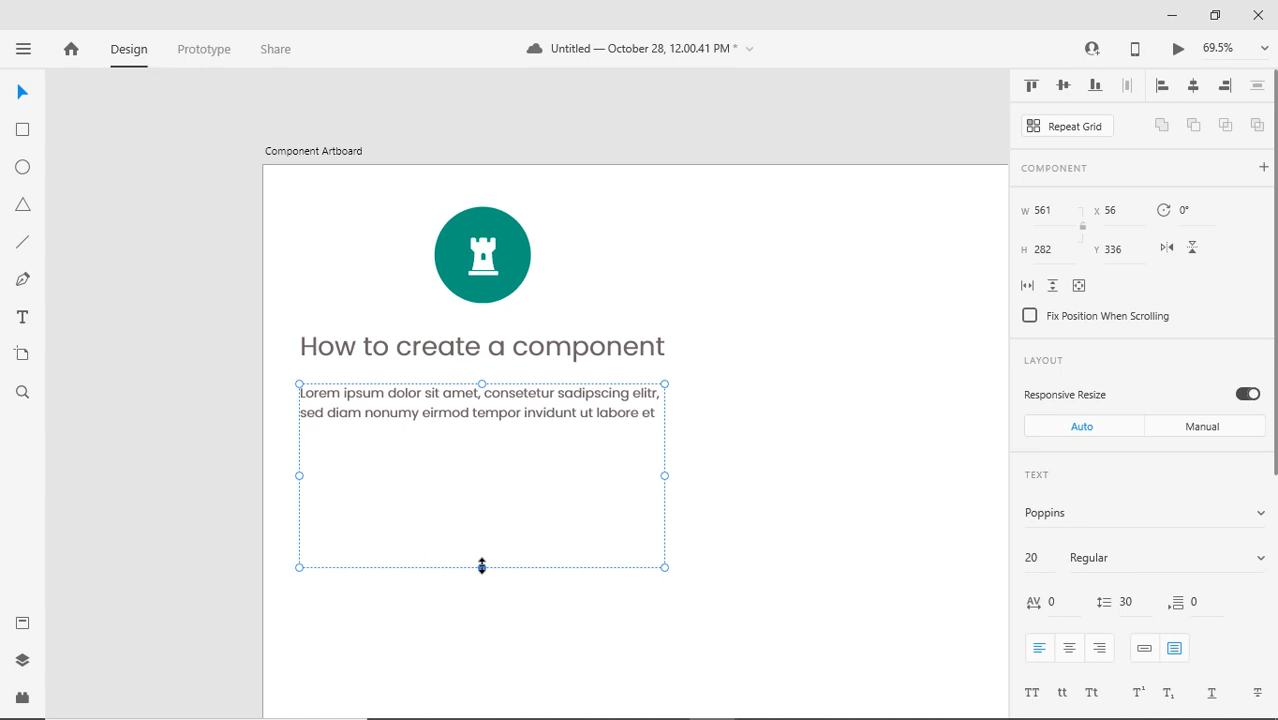 Design
Prototype
Share
Untitled — October 28, 12.00.41 PM *
69.5%
Repeat Grid
COMPONENT
W 561
X 56
0°
H 282
Y 336
Fix Position When Scrolling
LAYOUT
Responsive Resize
Auto
Manual
TEXT
Poppins
20
Regular
AV 0
30
0
TT
tt
Tt
T¹
T₁
T
T
T
Component Artboard
How to create a component
Lorem ipsum dolor sit amet, consetetur sadipscing elitr,
sed diam nonumy eirmod tempor invidunt ut labore et